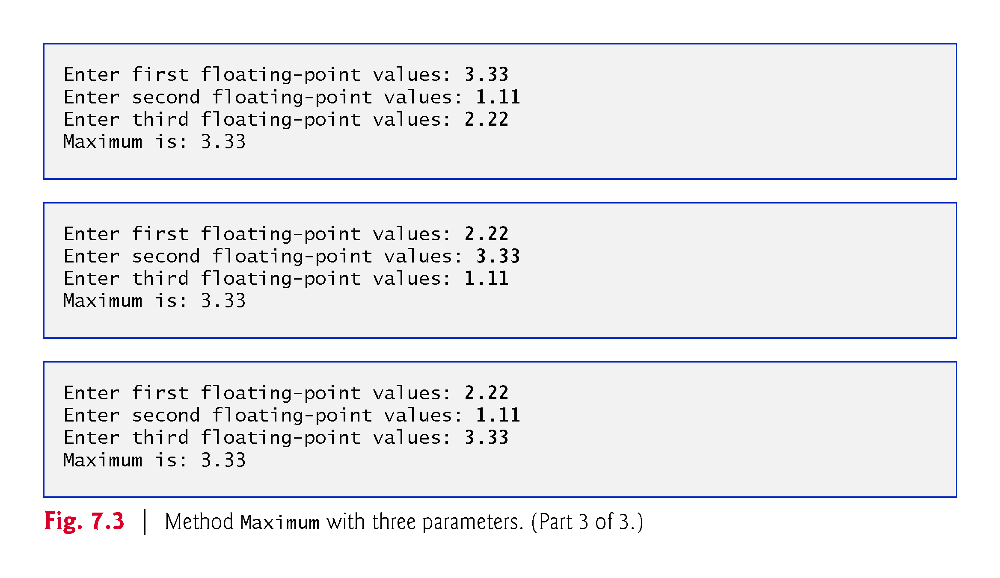 Enter first floating-point values: 3.33
Enter second floating-point values: 1.11
Enter third floating-point values: 2.22
Maximum is: 3.33
Enter first floating-point values: 2.22
Enter second floating-point values: 3.33
Enter third floating-point values: 1.11
Maximum is: 3.33
Enter first floating-point values: 2.22
Enter second floating-point values: 1.11
Enter third floating-point values: 3.33
Maximum is: 3.33
Fig. 7.3 | Method Maximum with three parameters. (Part 3 of 3.)